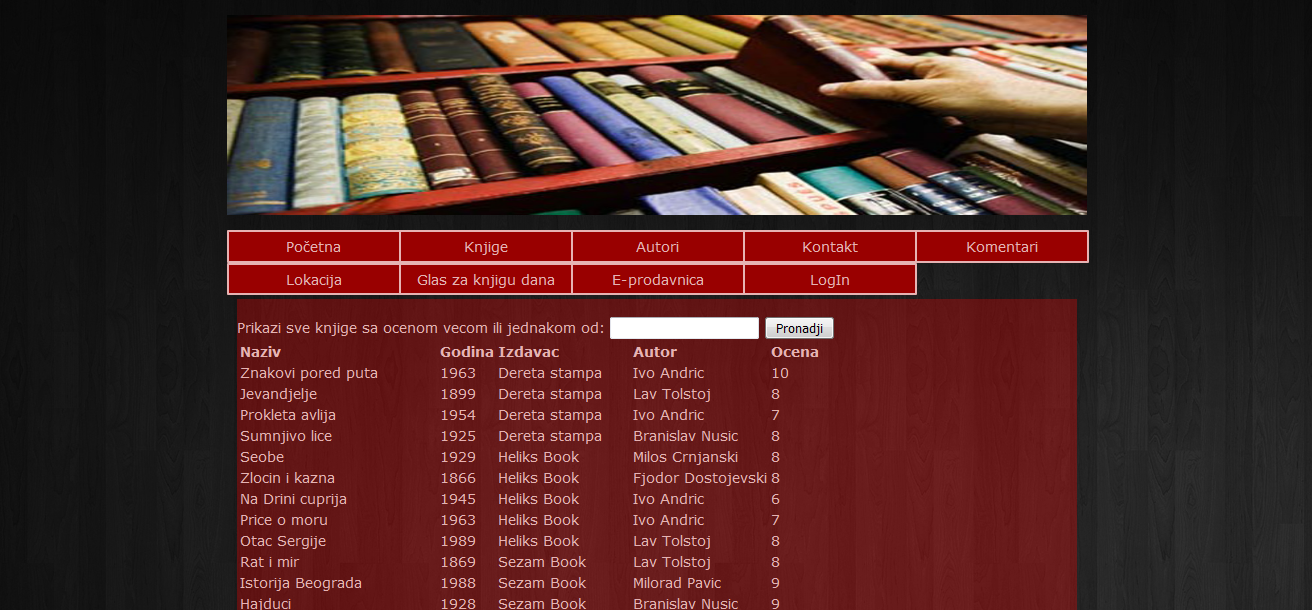 Početna Knjige Autori Kontakt Komentari
Lokacija Glas za knjigu dana E-prodavnica LogIn
Prikazi sve knjige sa ocenom vecom ili jednakom od: Pronadji
Naziv Godina Izdavac Autor Ocena
Znakovi pored puta 1963 Dereta stampa Ivo Andric 10
Jevandjelje 1899 Dereta stampa Lav Tolstoj 8
Prokleta avlija 1954 Dereta stampa Ivo Andric 7
Sumnjivo lice 1925 Dereta stampa Branislav Nusic 8
Seobe 1929 Heliks Book Milos Crnjanski 8
Zlocin i kazna 1866 Heliks Book Fjodor Dostojevski 8
Na Drini cuprija 1945 Heliks Book Ivo Andric 6
Price o moru 1963 Heliks Book Ivo Andric 7
Otac Sergije 1989 Heliks Book Lav Tolstoj 8
Rat i mir 1869 Sezam Book Lav Tolstoj 8
Istorija Beograda 1988 Sezam Book Milorad Pavic 9
Hajduci 1928 Sezam Book Branislav Nusic 9